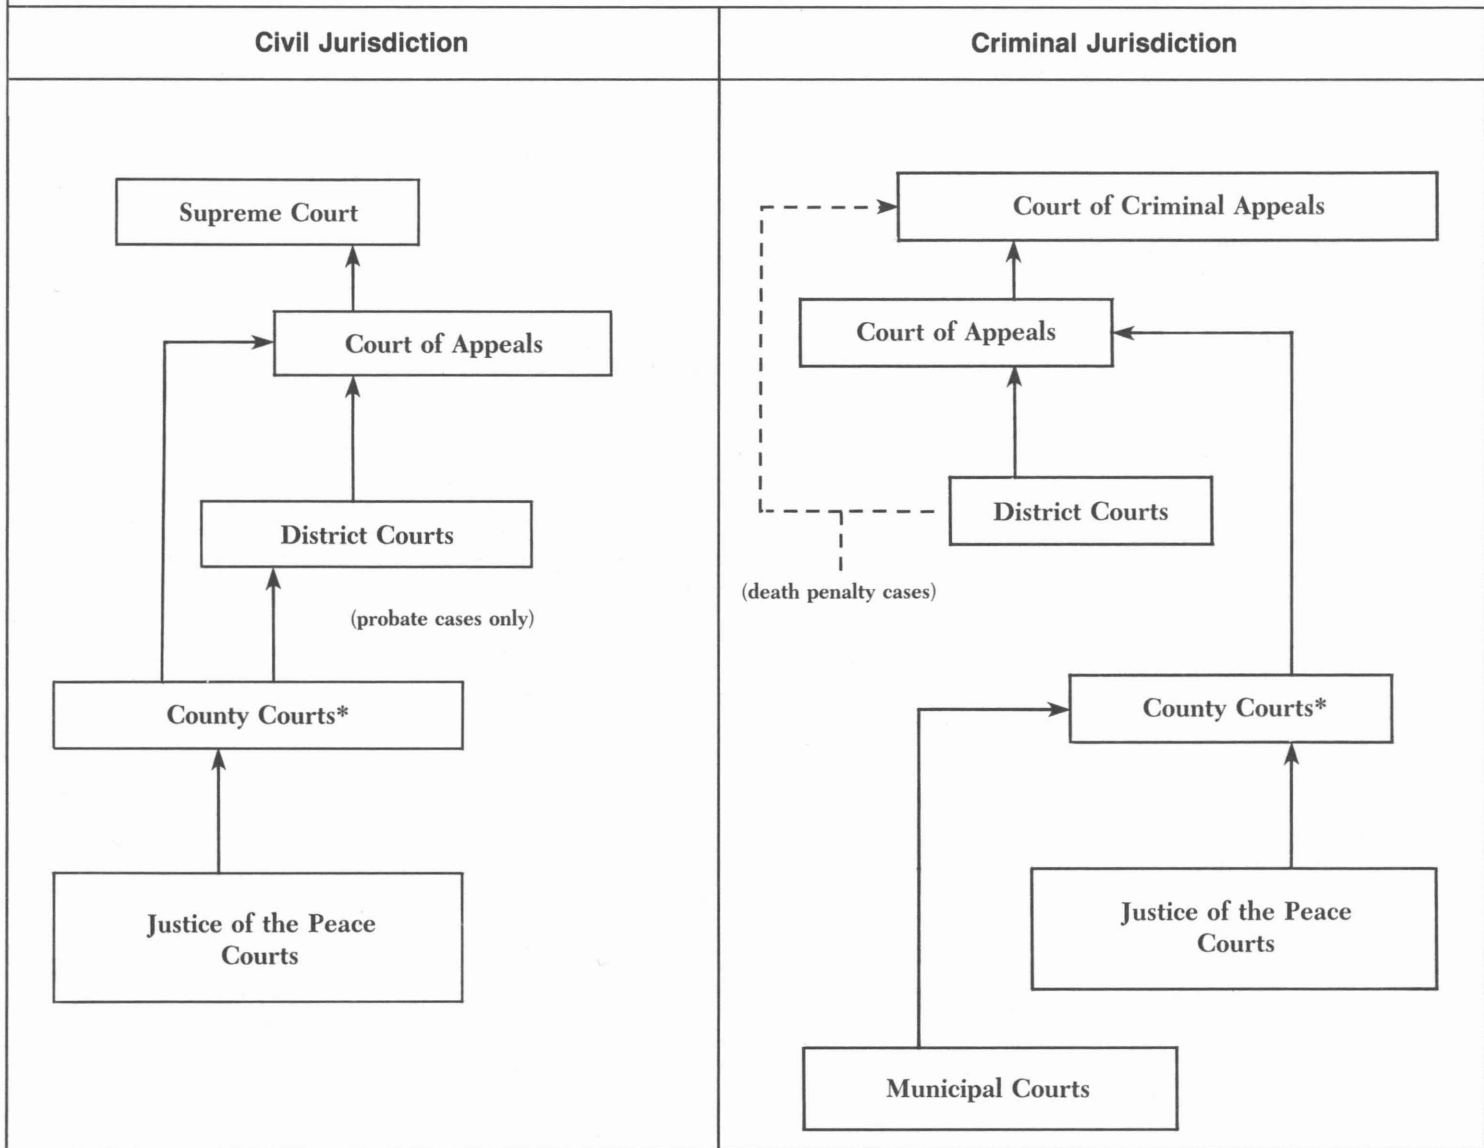 Civil Jurisdiction
Criminal Jurisdiction
Supreme Court
Court of Appeals
District Courts
(probate cases only)
County Courts*
Justice of the Peace
Courts
Court of Criminal Appeals
Court of Appeals
District Courts
(death penalty cases)
County Courts*
Justice of the Peace
Courts
Municipal Courts